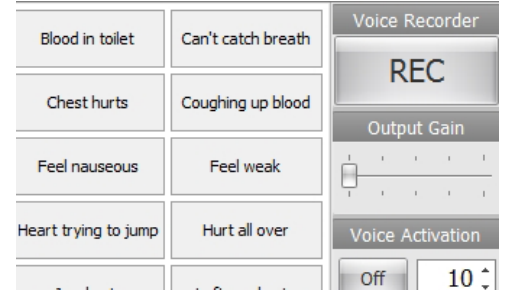 Blood in toilet
Can't catch breath
Chest hurts
Coughing up blood
Feel nauseous
Feel weak
Heart trying to jump
Hurt all over
Voice Recorder
REC
Output Gain
Voice Activation
Off
10